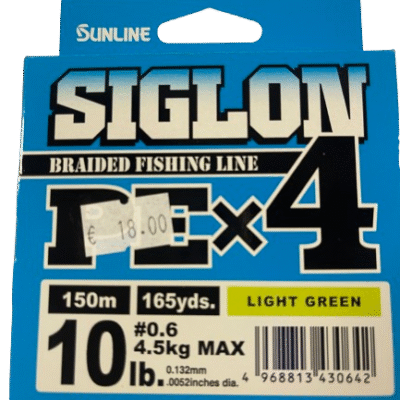 SUNLINE
SIGLON
BRAIDED FISHING LINE
PE×4
€ 18.00
150m 165yds. LIGHT GREEN
10 lb.
#0.6
4.5kg MAX
0.132mm
.0052inches dia.
4 968813 430642